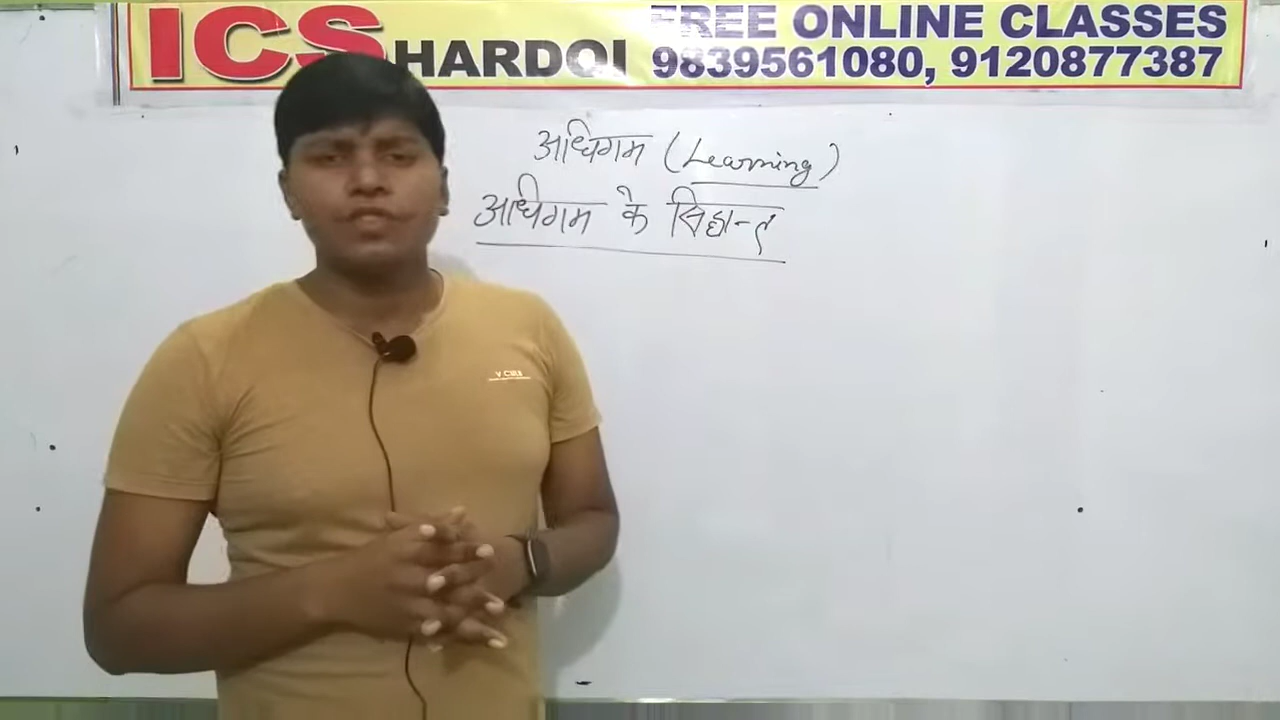 ICS HARDOI
FREE ONLINE CLASSES
9839561080, 9120877387
अधिगम (Learning)
अधिगम के सिद्धान्त